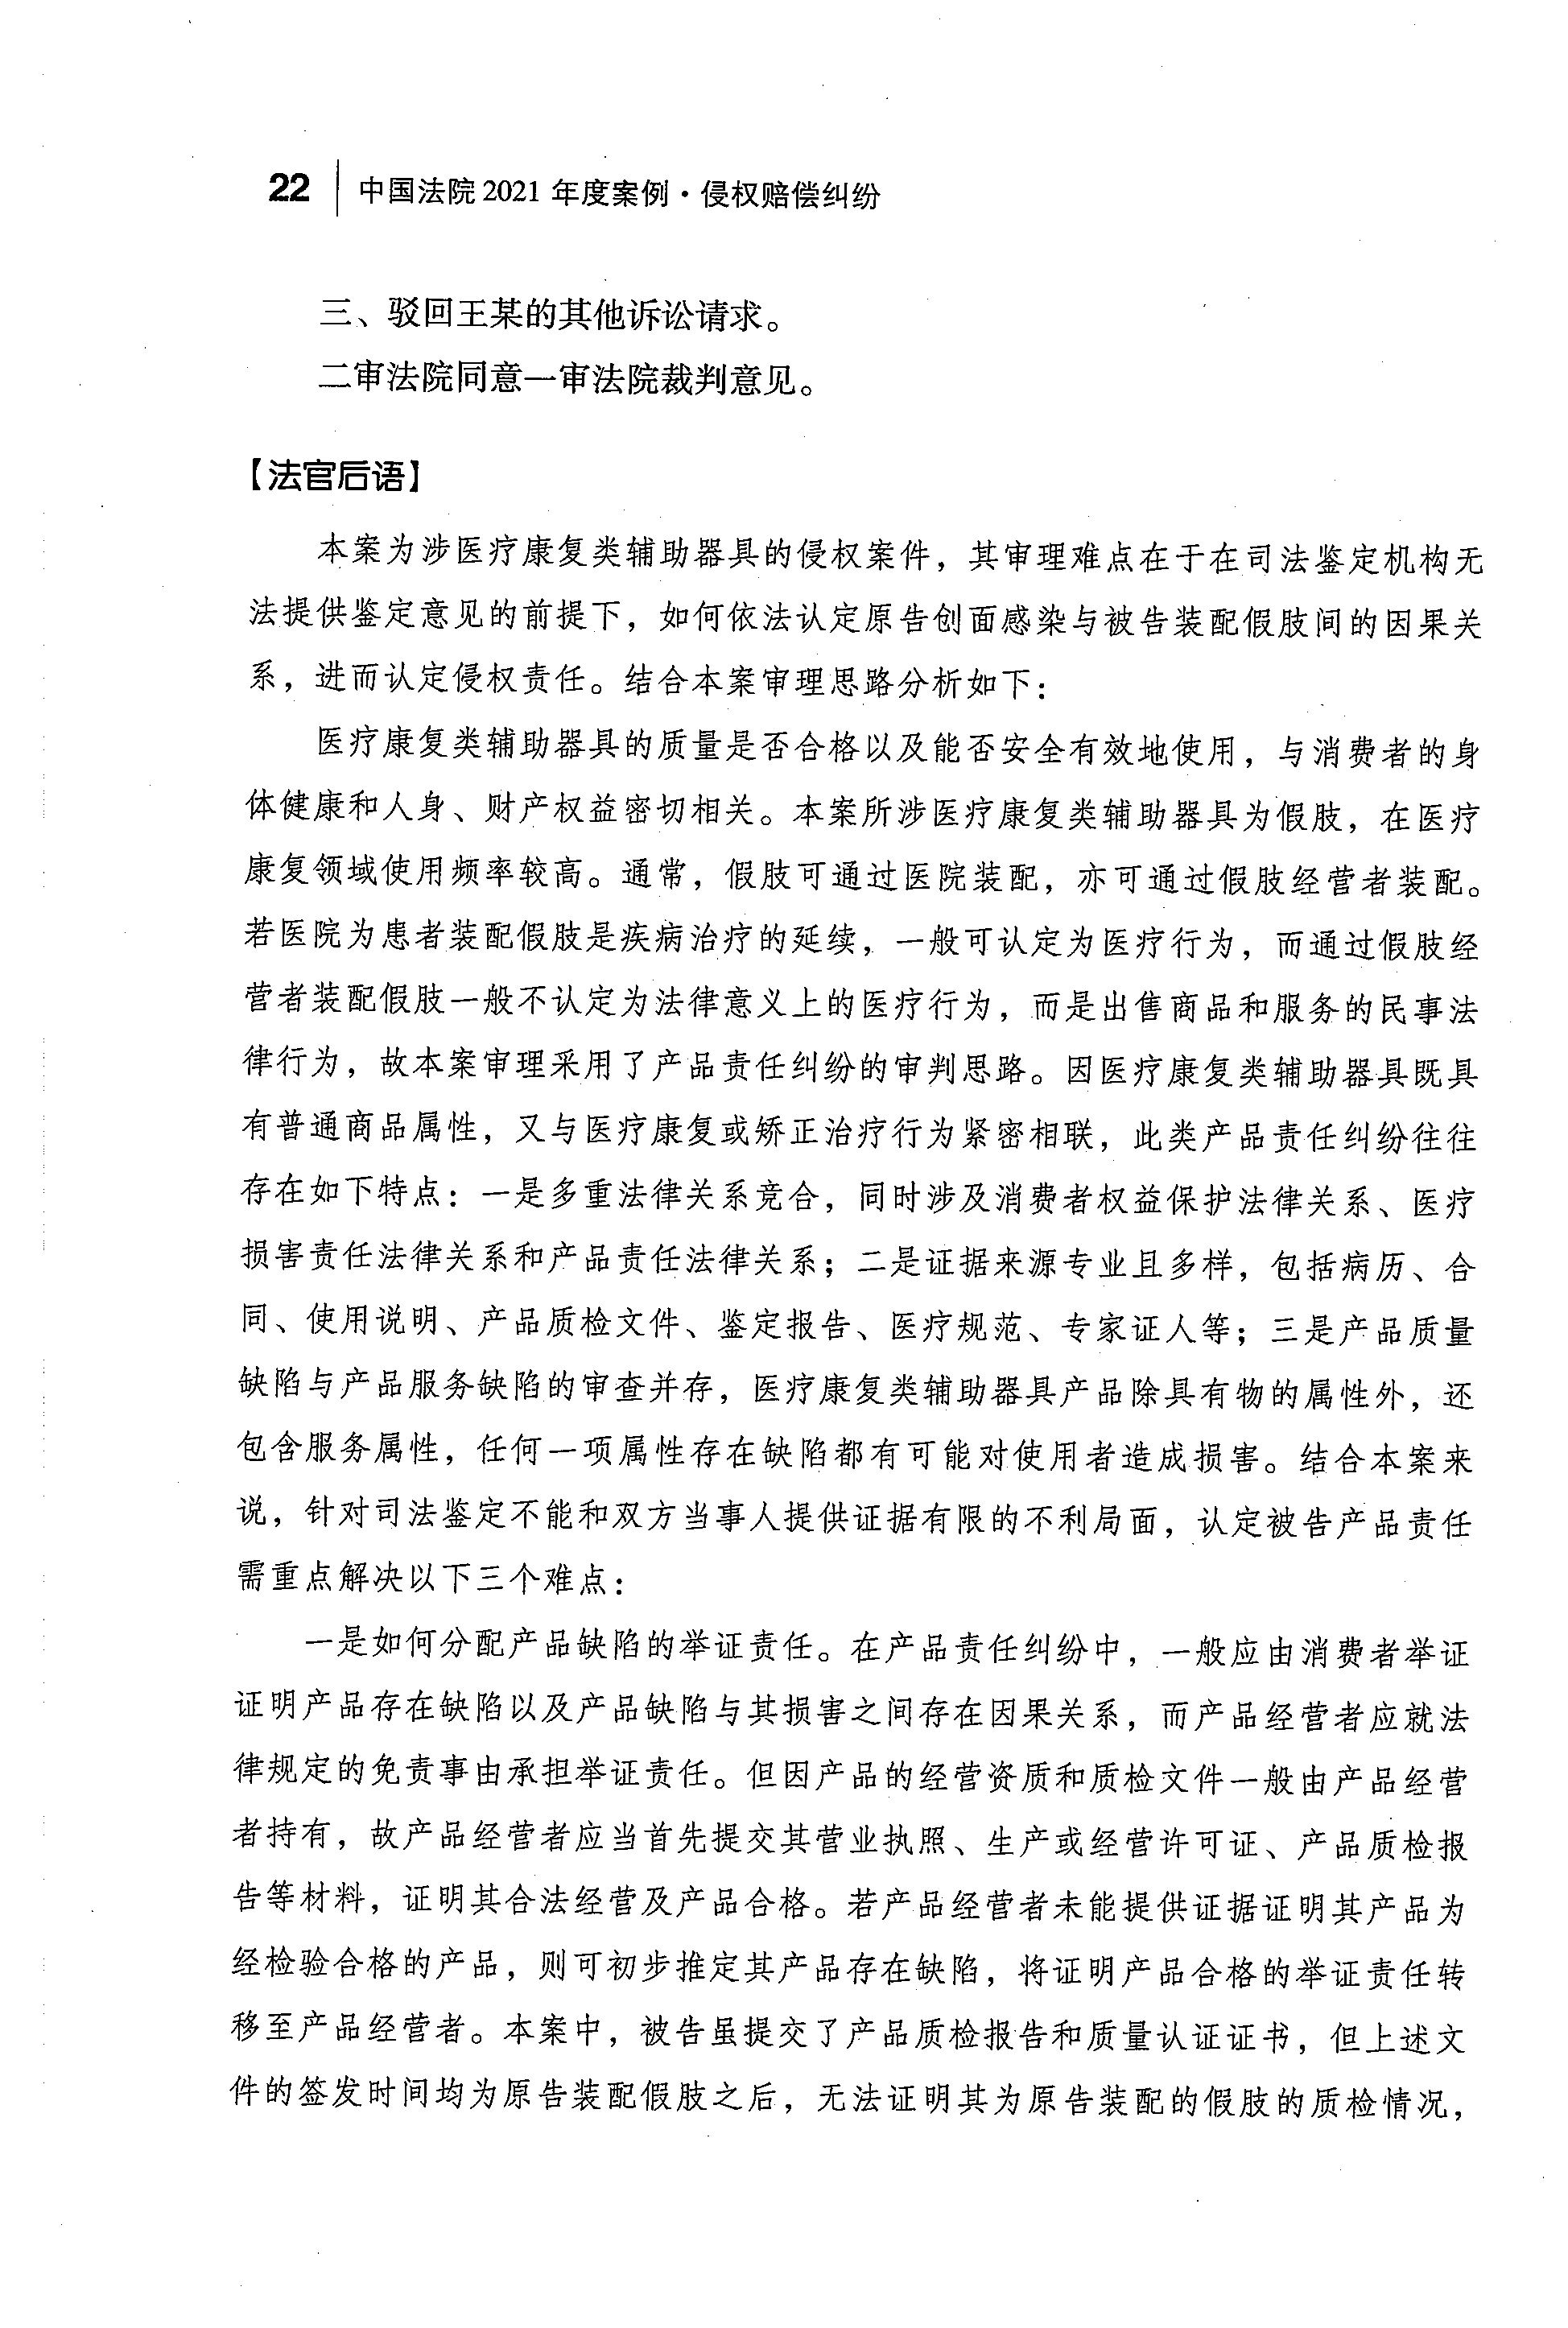 22 中国法院 2021 年度案例·侵权赔偿纠纷
三、驳回王某的其他诉讼请求。
二审法院同意一审法院裁判意见。
【法官后语】
本案为涉医疗康复类辅助器具的侵权案件，其审理难点在于在司法鉴定机构无
法提供鉴定意见的前提下，如何依法认定原告创面感染与被告装配假肢间的因果关
系，进而认定侵权责任。结合本案审理思路分析如下：
医疗康复类辅助器具的质量是否合格以及能否安全有效地使用，与消费者的身
体健康和人身、财产权益密切相关。本案所涉医疗康复类辅助器具为假肢，在医疗
康复领域使用频率较高。通常，假肢可通过医院装配，亦可通过假肢经营者装配。
若医院为患者装配假肢是疾病治疗的延续，一般可认定为医疗行为，而通过假肢经
营者装配假肢一般不认定为法律意义上的医疗行为，而是出售商品和服务的民事法
律行为，故本案审理采用了产品责任纠纷的审判思路。因医疗康复类辅助器具既具
有普通商品属性，又与医疗康复或矫正治疗行为紧密相联，此类产品责任纠纷往往
存在如下特点：一是多重法律关系竞合，同时涉及消费者权益保护法律关系、医疗
损害责任法律关系和产品责任法律关系；二是证据来源专业且多样，包括病历、合
同、使用说明、产品质检文件、鉴定报告、医疗规范、专家证人等；三是产品质量
缺陷与产品服务缺陷的审查并存，医疗康复类辅助器具产品除具有物的属性外，还
包含服务属性，任何一项属性存在缺陷都有可能对使用者造成损害。结合本案来
说，针对司法鉴定不能和双方当事人提供证据有限的不利局面，认定被告产品责任
需重点解决以下三个难点：
一是如何分配产品缺陷的举证责任。在产品责任纠纷中，一般应由消费者举证
证明产品存在缺陷以及产品缺陷与其损害之间存在因果关系，而产品经营者应就法
律规定的免责事由承担举证责任。但因产品的经营资质和质检文件一般由产品经营
者持有，故产品经营者应当首先提交其营业执照、生产或经营许可证、产品质检报
告等材料，证明其合法经营及产品合格。若产品经营者未能提供证据证明其产品为
经检验合格的产品，则可初步推定其产品存在缺陷，将证明产品合格的举证责任转
移至产品经营者。本案中，被告虽提交了产品质检报告和质量认证证书，但上述文
件的签发时间均为原告装配假肢之后，无法证明其为原告装配的假肢的质检情况，